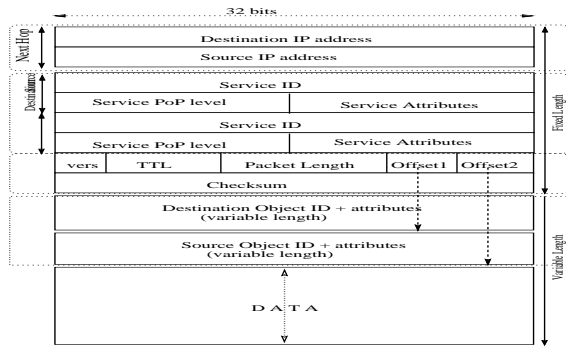 32 bits
Next Hop
Destination IP address
Source IP address
Service ID
Service PoP level
Service Attributes
Service ID
Service PoP level
Service Attributes
vers
TTL
Packet Length
Offset1
Offset2
Checksum
Destination Object ID + attributes
(variable length)
Source Object ID + attributes
(variable length)
D A T A
Fixed Length
Variable Length